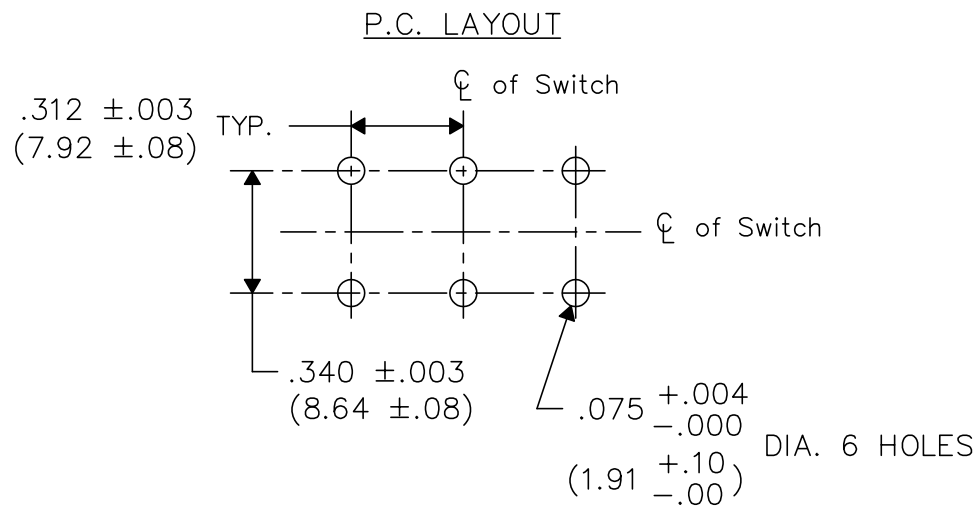 P.C. LAYOUT
℄ of Switch
.312 ±.003
(7.92 ±.08)
TYP.
℄ of Switch
.340 ±.003
(8.64 ±.08)
.075 +.004
-.000
(1.91 +.10
-.00)
DIA. 6 HOLES